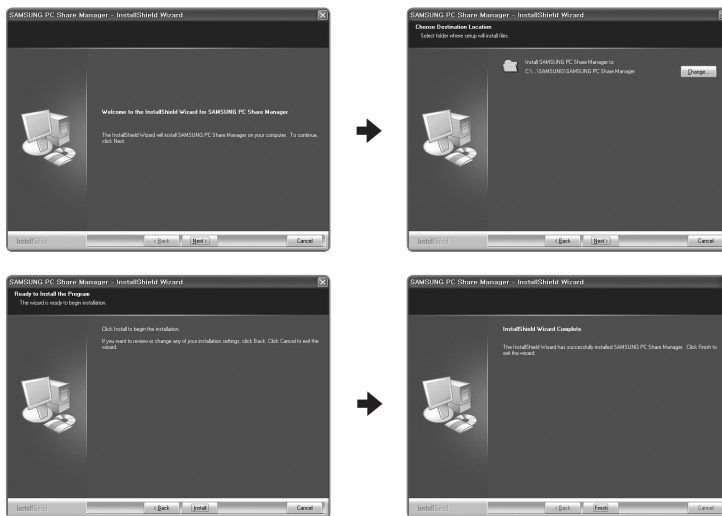 SAMSUNG PC Share Manager - InstallShield Wizard
Welcome to the InstallShield Wizard for SAMSUNG PC Share Manager
The InstallShield Wizard will install SAMSUNG PC Share Manager on your computer. To continue,
click Next.
InstallShield
< Back
Next >
Cancel
SAMSUNG PC Share Manager - InstallShield Wizard
Choose Destination Location
Select folder where setup will install files.
Install SAMSUNG PC Share Manager to:
C:\...\SAMSUNG\SAMSUNG PC Share Manager
Change...
InstallShield
< Back
Next >
Cancel
SAMSUNG PC Share Manager - InstallShield Wizard
Ready to Install the Program
The wizard is ready to begin installation.
Click Install to begin the installation.
If you want to review or change any of your installation settings, click Back. Click Cancel to exit the
wizard.
InstallShield
< Back
Install
Cancel
SAMSUNG PC Share Manager - InstallShield Wizard
InstallShield Wizard Complete
The InstallShield Wizard has successfully installed SAMSUNG PC Share Manager. Click Finish to
exit the wizard.
InstallShield
< Back
Finish
Cancel